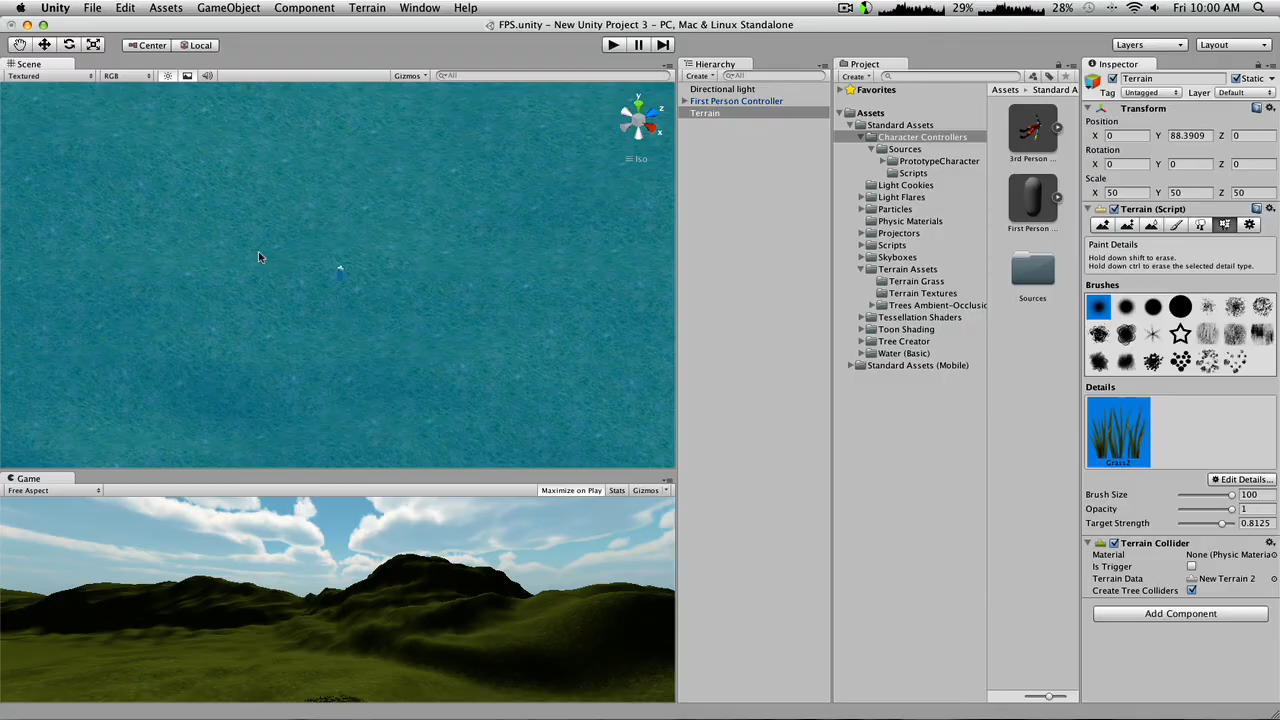 Unity File Edit Assets GameObject Component Terrain Window Help 29% 28% Fri 10:00 AM
FPS.unity - New Unity Project 3 - PC, Mac & Linux Standalone
Center Local Layers Layout
Scene
Textured RGB Gizmos All
y
z
x
Iso
Game
Free Aspect Maximize on Play Stats Gizmos
Hierarchy
Create All
Directional light
First Person Controller
Terrain
Project
Create
Favorites
Assets
Standard Assets
Character Controllers
Sources
PrototypeCharacter
Scripts
Light Cookies
Light Flares
Particles
Physic Materials
Projectors
Scripts
Skyboxes
Terrain Assets
Terrain Grass
Terrain Textures
Trees Ambient-Occlusic
Tessellation Shaders
Toon Shading
Tree Creator
Water (Basic)
Standard Assets (Mobile)
Assets Standard A
3rd Person ...
First Person ...
Sources
Inspector
Terrain Static
Tag Untagged Layer Default
Transform
Position
X 0 Y 88.3909 Z 0
Rotation
X 0 Y 0 Z 0
Scale
X 50 Y 50 Z 50
Terrain (Script)
Paint Details
Hold down shift to erase.
Hold down ctrl to erase the selected detail type.
Brushes
Details
Grass2
Edit Details...
Brush Size 100
Opacity 1
Target Strength 0.8125
Terrain Collider
Material None (Physic Materia
Is Trigger
Terrain Data New Terrain 2
Create Tree Colliders
Add Component